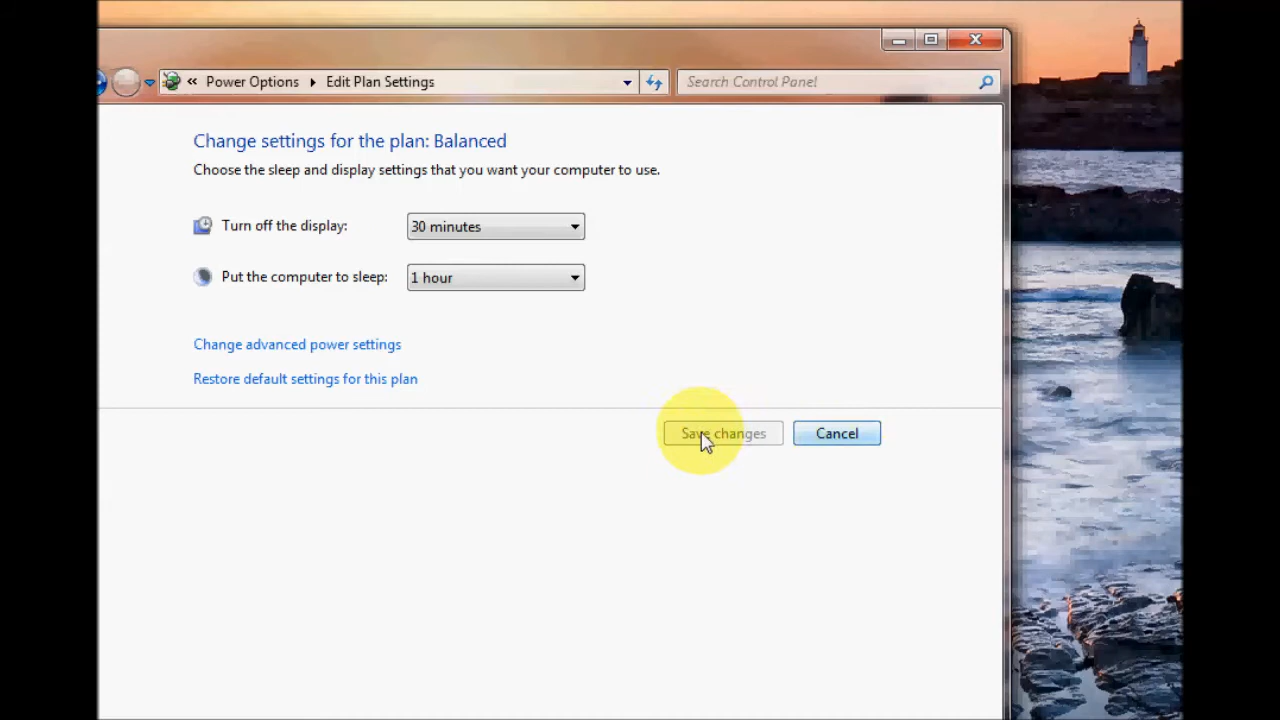 « Power Options Edit Plan Settings
Search Control Panel
Change settings for the plan: Balanced
Choose the sleep and display settings that you want your computer to use.
Turn off the display: 30 minutes
Put the computer to sleep: 1 hour
Change advanced power settings
Restore default settings for this plan
Save changes Cancel